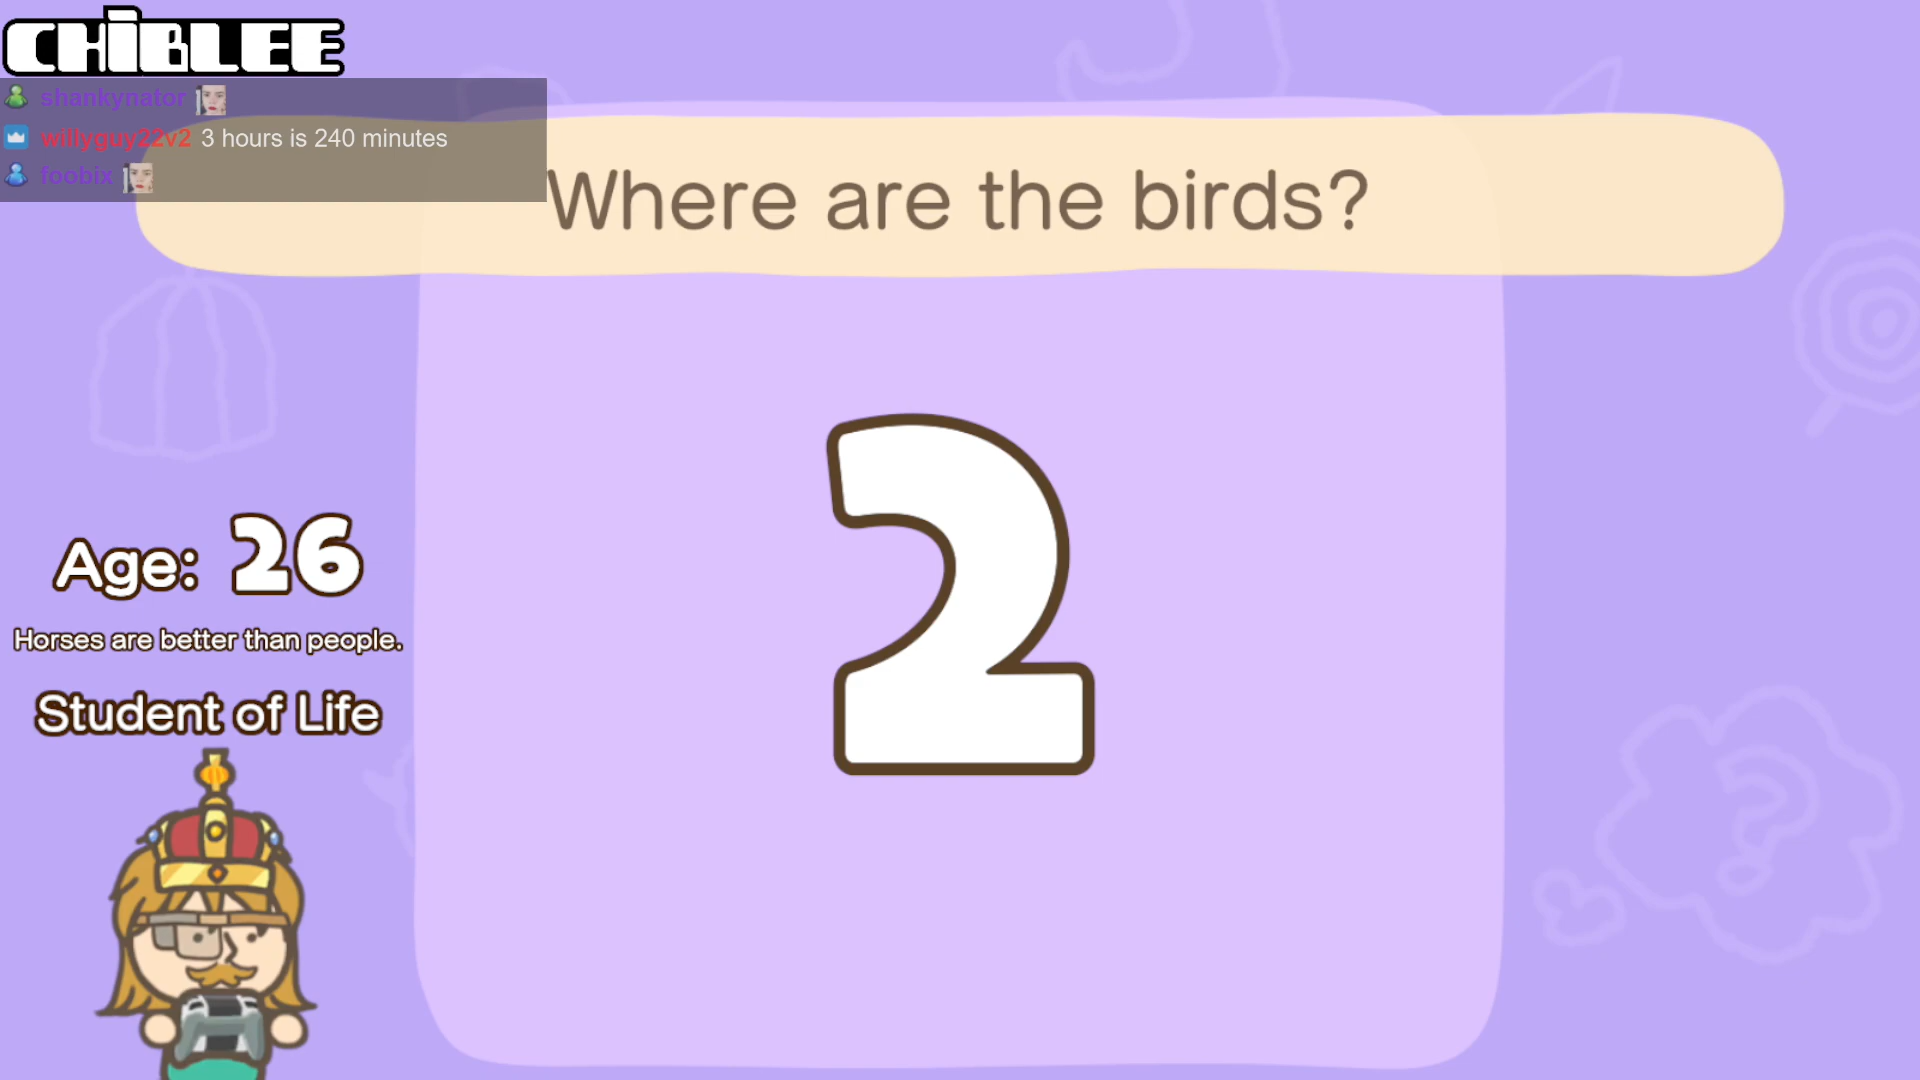 CHiBLEE
shankynator
willyguy22v2 3 hours is 240 minutes
foobix
Where are the birds?
2
Age: 26
Horses are better than people.
Student of Life